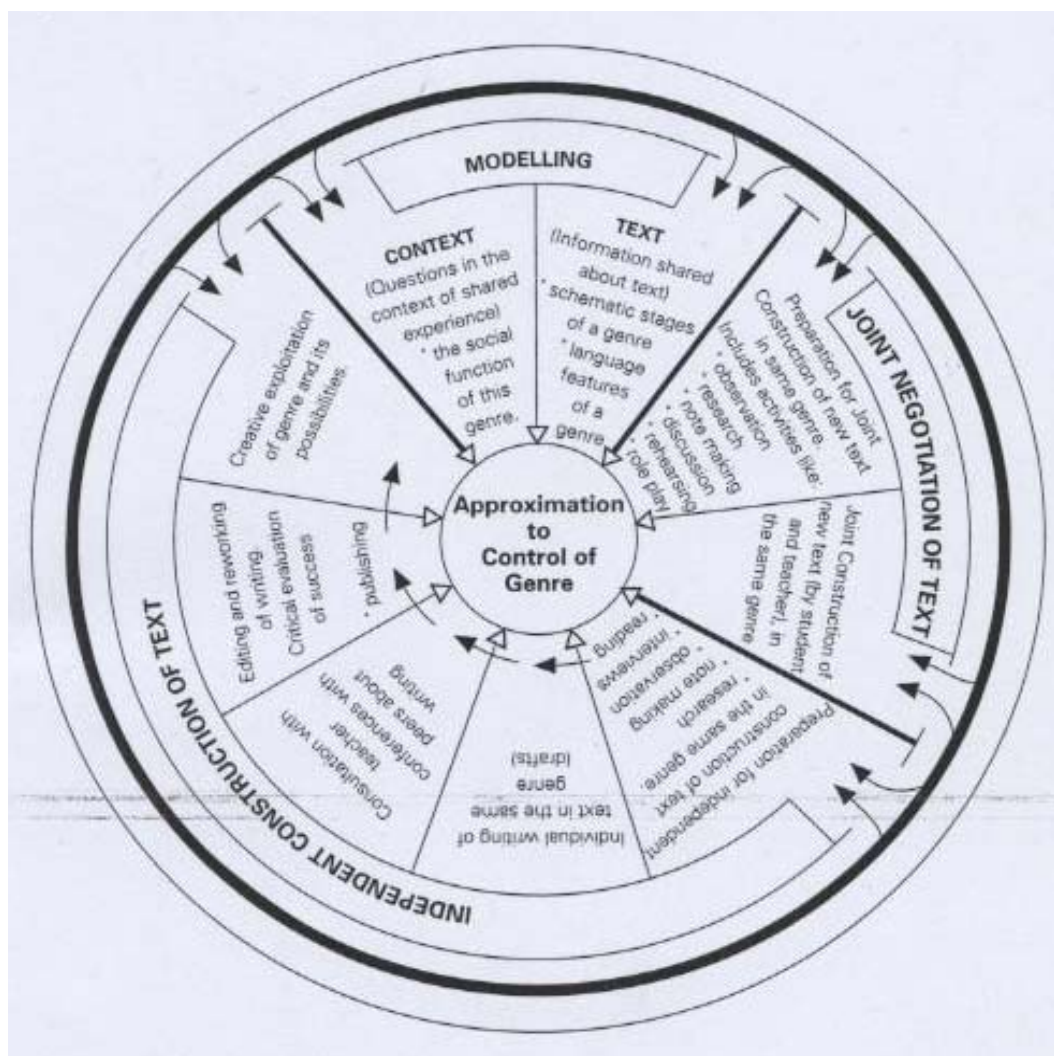 MODELLING
CONTEXT
(Questions in the
context of shared
experience)
* the social
function
of this
genre.
TEXT
(Information shared
about text)
* schematic stages
of a genre
* language
features
of a
genre
JOINT NEGOTIATION OF TEXT
Preparation for Joint
Construction of new text
in same genre.
Includes activities like:
* observation
* research
* note making
* discussion
* rehearsing
* role play
Joint Construction of
new text (by student
and teacher), in
the same genre
INDEPENDENT CONSTRUCTION OF TEXT
Preparation for independent
construction of text
in the same genre.
* research
* note making
* observation
* interviews
* reading
Individual writing of
text in the same
genre
(drafts)
Consultation with
teacher
conferences with
peers about
writing
Editing and reworking
of writing
Critical evaluation
of success
* publishing
Creative exploitation
of genre and its
possibilities
Approximation
to
Control of
Genre